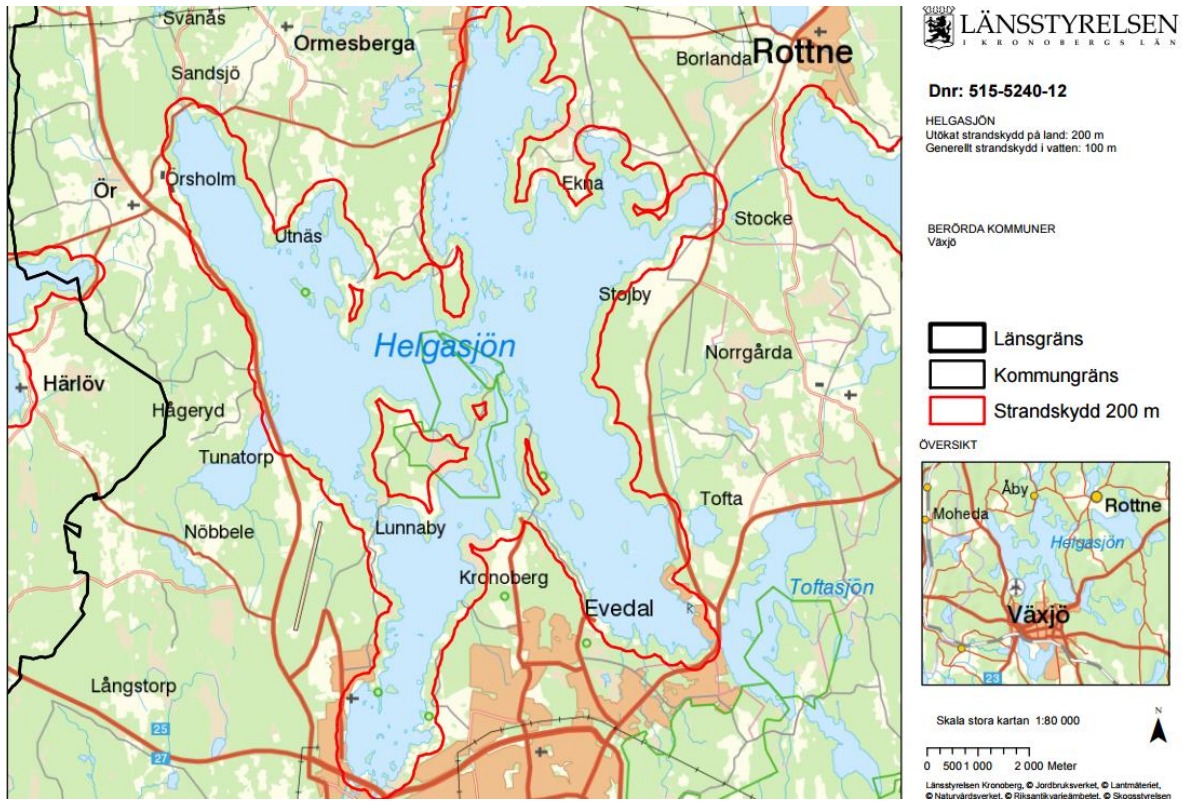 Svanås
Ormesberga
Sandsjö
Borlanda
Rottne
Ör
Örsholm
Ekna
Stocke
Utnäs
Stojby
Helgasjön
Norrgårda
Härlöv
Hågeryd
Tunatorp
Tofta
Nöbbele
Lunnaby
Kronoberg
Evedal
Toftasjön
Långstorp
25
27
LÄNSSTYRELSEN
I KRONOBERGS LÄN
Dnr: 515-5240-12
HELGASJÖN
Utökat strandskydd på land: 200 m
Generellt strandskydd i vatten: 100 m
BERÖRDA KOMMUNER
Växjö
Länsgräns
Kommungräns
Strandskydd 200 m
ÖVERSIKT
Åby
Rottne
Moheda
Helgasjön
Växjö
23
Skala stora kartan 1:80 000
N
0 500 1 000 2 000 Meter
Länsstyrelsen Kronoberg, © Jordbruksverket, © Lantmäteriet,
© Naturvårdsverket, © Riksantikvarieämbetet, © Skogsstyrelsen